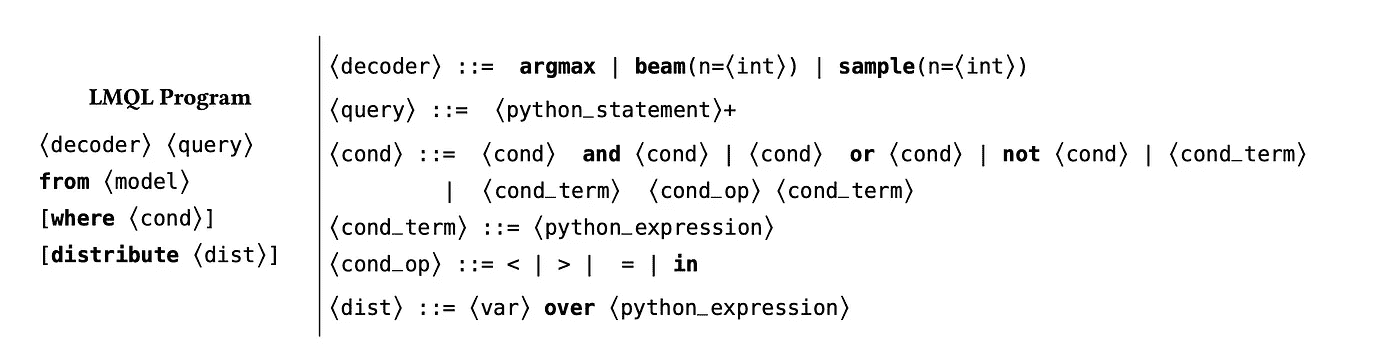 LMQL Program
⟨decoder⟩ ⟨query⟩
from ⟨model⟩
[where ⟨cond⟩]
[distribute ⟨dist⟩]
⟨decoder⟩ ::= argmax | beam(n=⟨int⟩) | sample(n=⟨int⟩)
⟨query⟩ ::= ⟨python_statement⟩+
⟨cond⟩ ::= ⟨cond⟩ and ⟨cond⟩ | ⟨cond⟩ or ⟨cond⟩ | not ⟨cond⟩ | ⟨cond_term⟩
| ⟨cond_term⟩ ⟨cond_op⟩ ⟨cond_term⟩
⟨cond_term⟩ ::= ⟨python_expression⟩
⟨cond_op⟩ ::= < | > | = | in
⟨dist⟩ ::= ⟨var⟩ over ⟨python_expression⟩